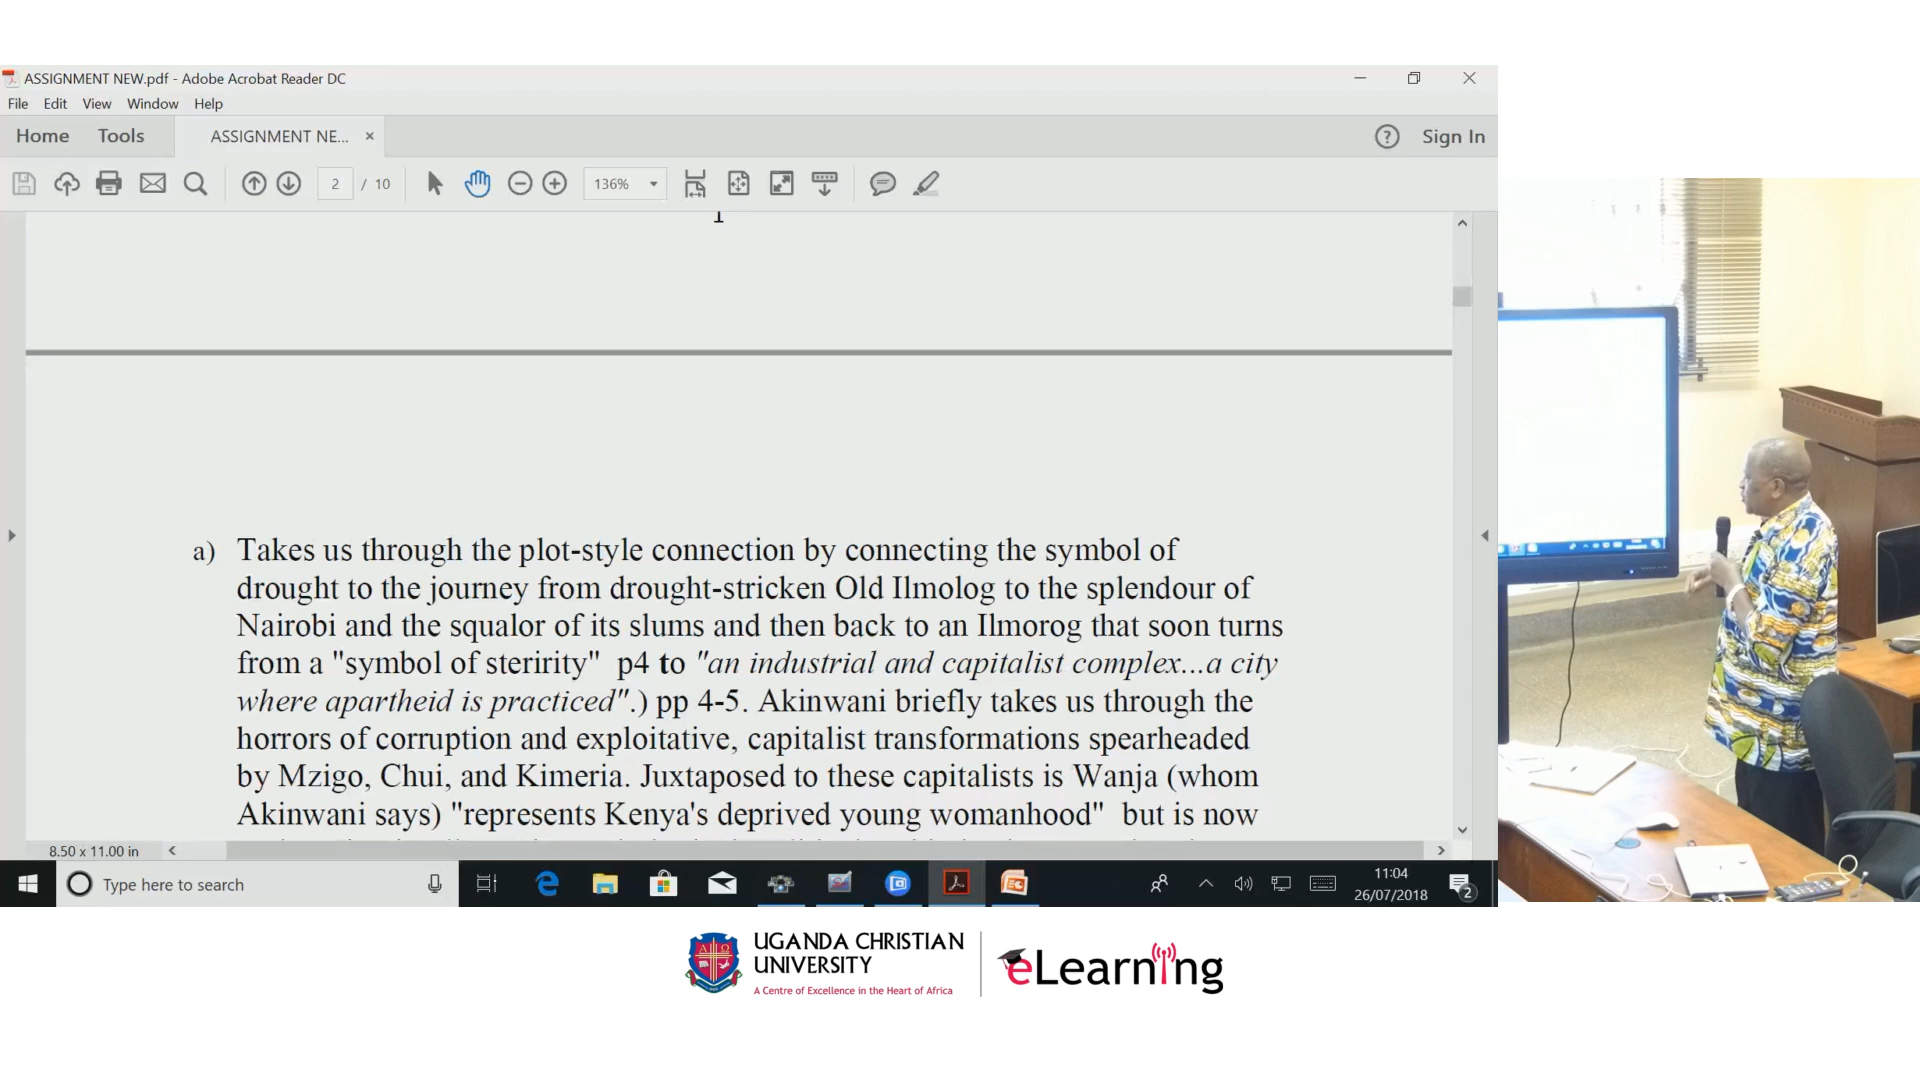 ASSIGNMENT NEW.pdf - Adobe Acrobat Reader DC
File Edit View Window Help
Home Tools ASSIGNMENT NE... × ? Sign In
2 / 10 136%
1
a) Takes us through the plot-style connection by connecting the symbol of
drought to the journey from drought-stricken Old Ilmolog to the splendour of
Nairobi and the squalor of its slums and then back to an Ilmorog that soon turns
from a "symbol of steririty" p4 to "an industrial and capitalist complex...a city
where apartheid is practiced".) pp 4-5. Akinwani briefly takes us through the
horrors of corruption and exploitative, capitalist transformations spearheaded
by Mzigo, Chui, and Kimeria. Juxtaposed to these capitalists is Wanja (whom
Akinwani says) "represents Kenya's deprived young womanhood" but is now
8.50 x 11.00 in
Type here to search
11:04
26/07/2018
2
UGANDA CHRISTIAN
UNIVERSITY
A Centre of Excellence in the Heart of Africa
eLearning